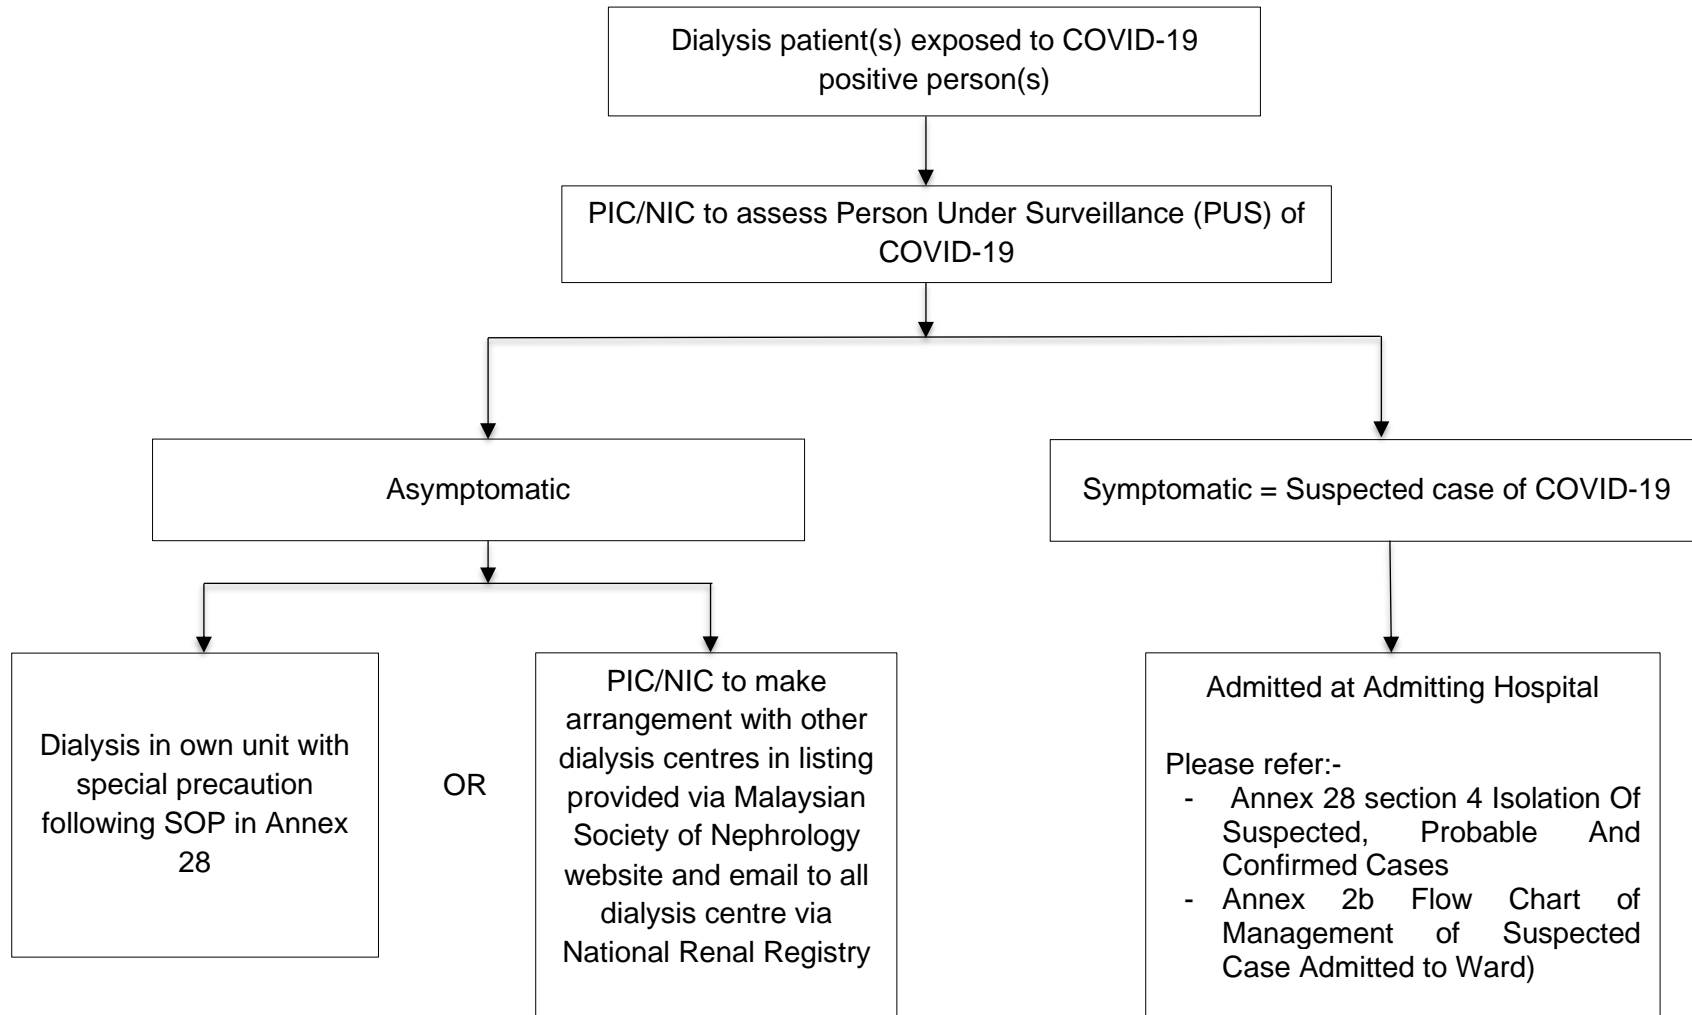 Dialysis patient(s) exposed to COVID-19
positive person(s)
PIC/NIC to assess Person Under Surveillance (PUS) of
COVID-19
Asymptomatic
Symptomatic = Suspected case of COVID-19
Dialysis in own unit with
special precaution
following SOP in Annex
28
OR
PIC/NIC to make
arrangement with other
dialysis centres in listing
provided via Malaysian
Society of Nephrology
website and email to all
dialysis centre via
National Renal Registry
Admitted at Admitting Hospital
Please refer:-
- Annex 28 section 4 Isolation Of
Suspected, Probable And
Confirmed Cases
- Annex 2b Flow Chart of
Management of Suspected
Case Admitted to Ward)